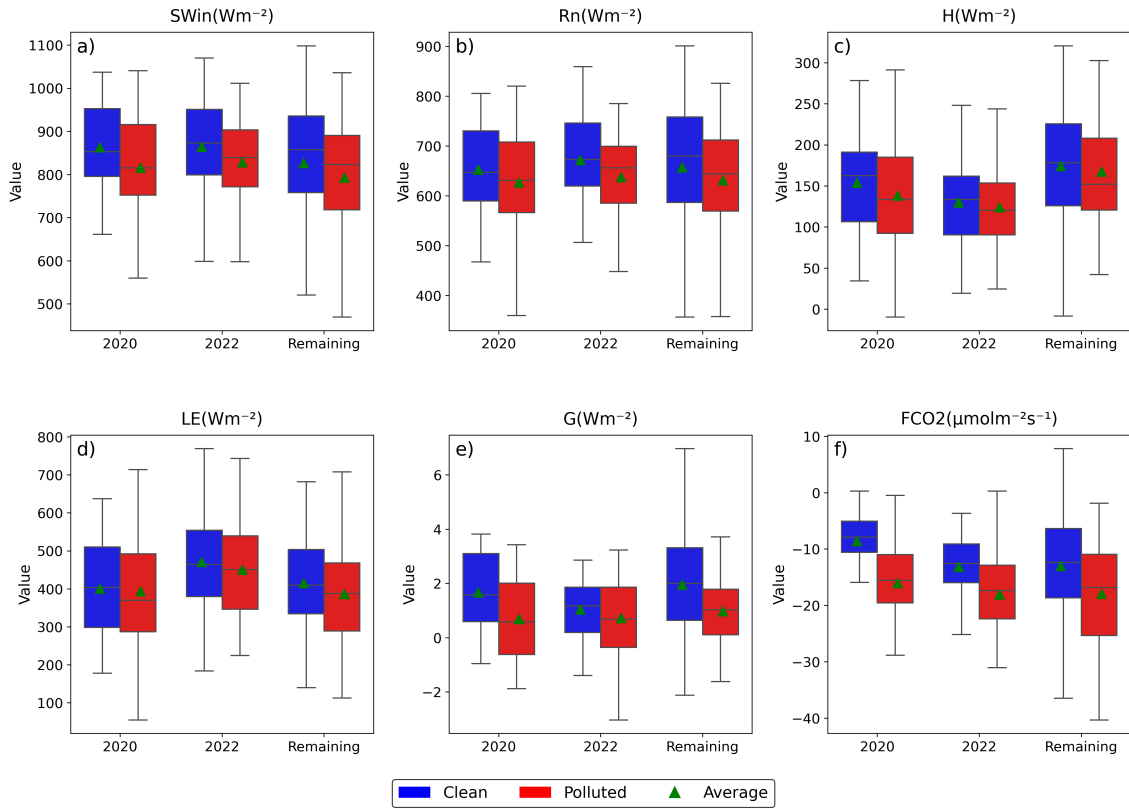 SWin(Wm⁻²)
a)
1100
1000
900
800
700
600
500
Value
2020
2022
Remaining
Rn(Wm⁻²)
b)
900
800
700
600
500
400
Value
2020
2022
Remaining
H(Wm⁻²)
c)
300
250
200
150
100
50
0
Value
2020
2022
Remaining
LE(Wm⁻²)
d)
800
700
600
500
400
300
200
100
Value
2020
2022
Remaining
G(Wm⁻²)
e)
6
4
2
0
−2
Value
2020
2022
Remaining
FCO2(μmolm⁻²s⁻¹)
f)
10
0
−10
−20
−30
−40
Value
2020
2022
Remaining
Clean Polluted Average